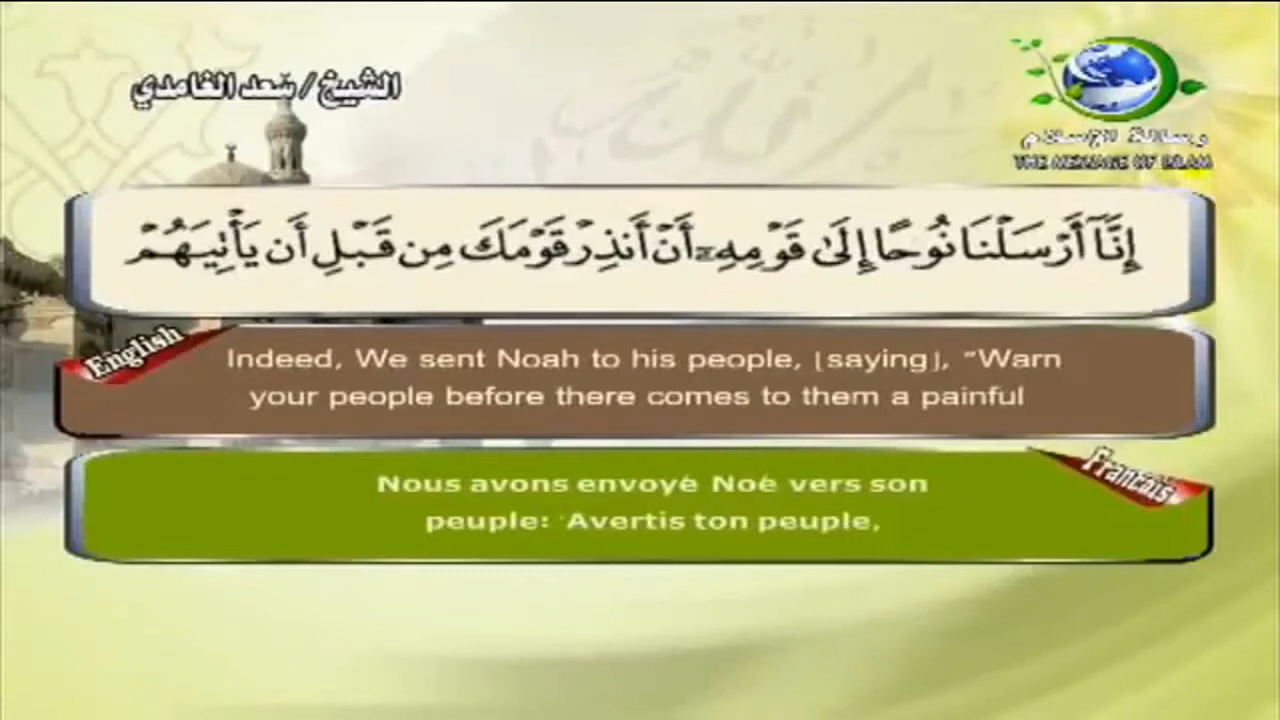 الشيخ / سعد الغامدي
رسالة الإسلام
THE MESSAGE OF ISLAM
إِنَّآ أَرْسَلْنَا نُوحًا إِلَىٰ قَوْمِهِۦٓ أَنْ أَنذِرْ قَوْمَكَ مِن قَبْلِ أَن يَأْتِيَهُمْ
English
Indeed, We sent Noah to his people, [saying], "Warn
your people before there comes to them a painful
Francais
Nous avons envoyé Noé vers son
peuple: 'Avertis ton peuple,